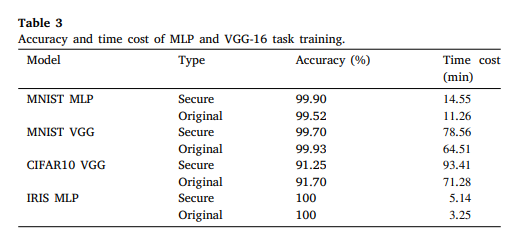 Table 3
Accuracy and time cost of MLP and VGG-16 task training.
Model Type Accuracy (%) Time cost
(min)
MNIST MLP Secure 99.90 14.55
Original 99.52 11.26
MNIST VGG Secure 99.70 78.56
Original 99.93 64.51
CIFAR10 VGG Secure 91.25 93.41
Original 91.70 71.28
IRIS MLP Secure 100 5.14
Original 100 3.25